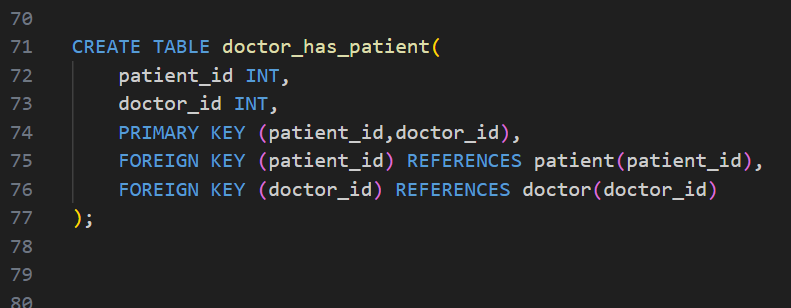 70
71 CREATE TABLE doctor_has_patient(
72 patient_id INT,
73 doctor_id INT,
74 PRIMARY KEY (patient_id,doctor_id),
75 FOREIGN KEY (patient_id) REFERENCES patient(patient_id),
76 FOREIGN KEY (doctor_id) REFERENCES doctor(doctor_id)
77 );
78
79
80